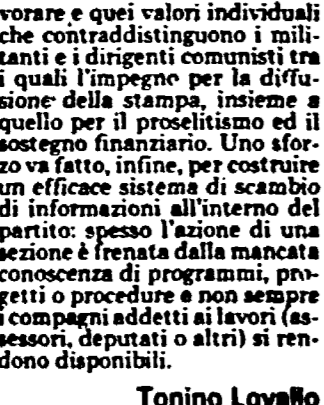 vorare e quei valori individuali
che contraddistinguono i mili-
tanti e i dirigenti comunisti tra
i quali l'impegno per la diffu-
sione della stampa, insieme a
quello per il proselitismo ed il
sostegno finanziario. Uno sfor-
zo va fatto, infine, per costruire
un efficace sistema di scambio
di informazioni all'interno del
partito: spesso l'azione di una
sezione è frenata dalla mancata
conoscenza di programmi, pro-
getti o procedure e non sempre
i compagni addetti ai lavori (as-
sessori, deputati o altri) si ren-
dono disponibili.
Tonino Lovallo